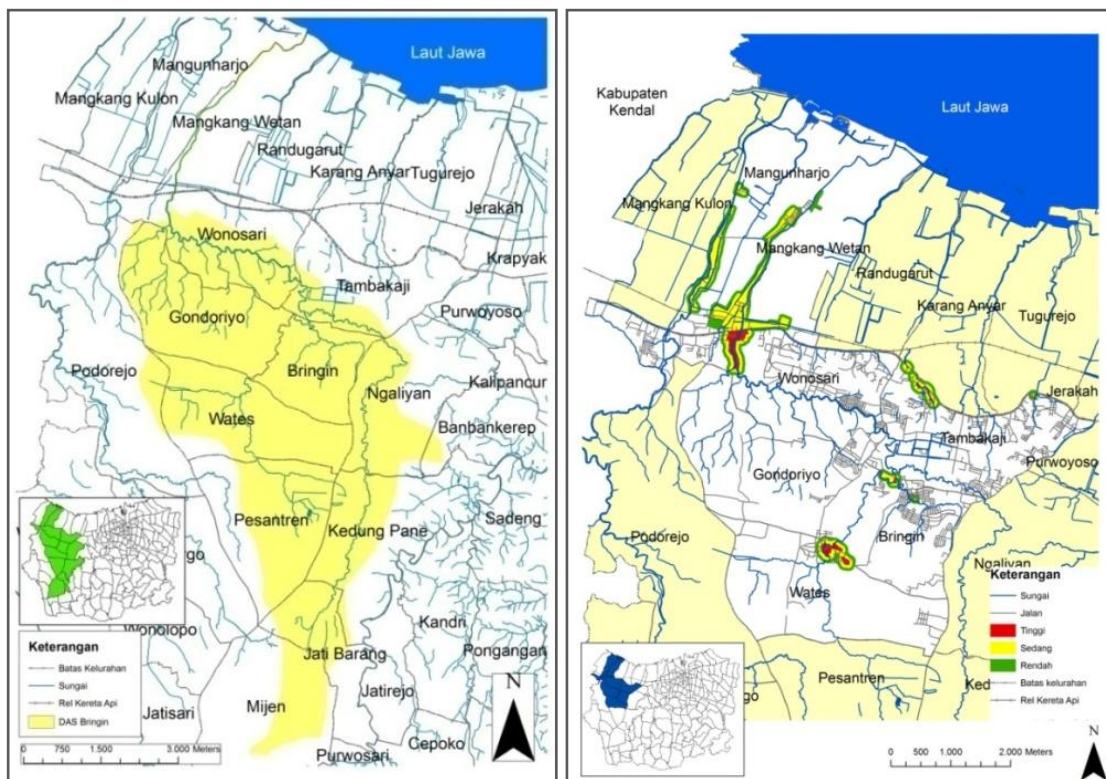 Laut Jawa
Mangunharjo
Mangkang Kulon
Mangkang Wetan
Randugarut
Karang Anyar
Tugurejo
Jerakah
Krapyak
Wonosari
Tambakaji
Purwoyoso
Gondoriyo
Podorejo
Bringin
Ngaliyan
Kalipancur
Wates
Banbankerep
Pesantren
Kedung Pane
Sadeng
go
Wonolopo
Kandri
Jati Barang
Pongangan
Jatirejo
Jatisari
Mijen
Cepoko
Purwosari
Keterangan
Batas Kelurahan
Sungai
Rel Kereta Api
DAS Bringin
0 750 1.500 3.000 Meters
N
Kabupaten
Kendal
Laut Jawa
Mangunharjo
Mangkang Kulon
Mangkang Wetan
Randugarut
Karang Anyar
Tugurejo
Wonosari
Jerakah
Tambakaji
Purwoyoso
Gondoriyo
Podorejo
Bringin
Ngaliyan
Wates
Pesantren
Ked
go
Keterangan
Sungai
Jalan
Tinggi
Sedang
Rendah
Batas kelurahan
Rel Kereta Api
0 500 1.000 2.000 Meters
N